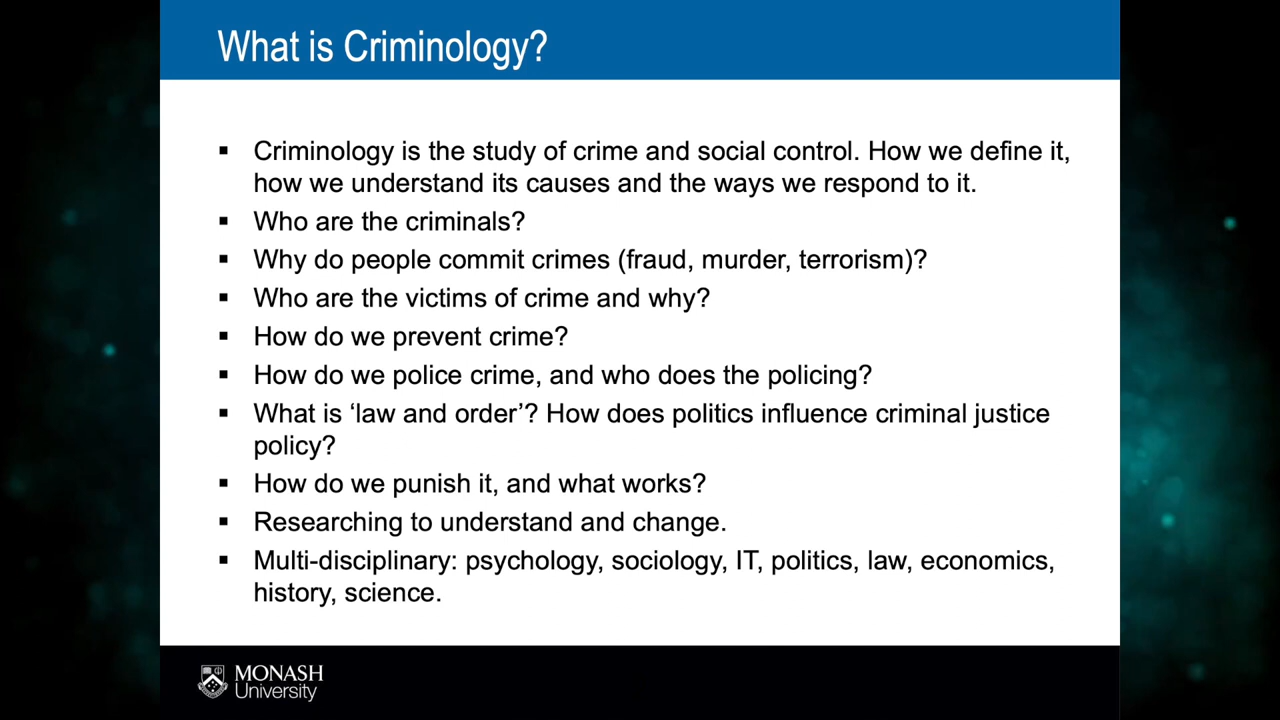 What is Criminology?
▪ Criminology is the study of crime and social control. How we define it,
how we understand its causes and the ways we respond to it.
▪ Who are the criminals?
▪ Why do people commit crimes (fraud, murder, terrorism)?
▪ Who are the victims of crime and why?
▪ How do we prevent crime?
▪ How do we police crime, and who does the policing?
▪ What is ‘law and order’? How does politics influence criminal justice
policy?
▪ How do we punish it, and what works?
▪ Researching to understand and change.
▪ Multi-disciplinary: psychology, sociology, IT, politics, law, economics,
history, science.
MONASH
University